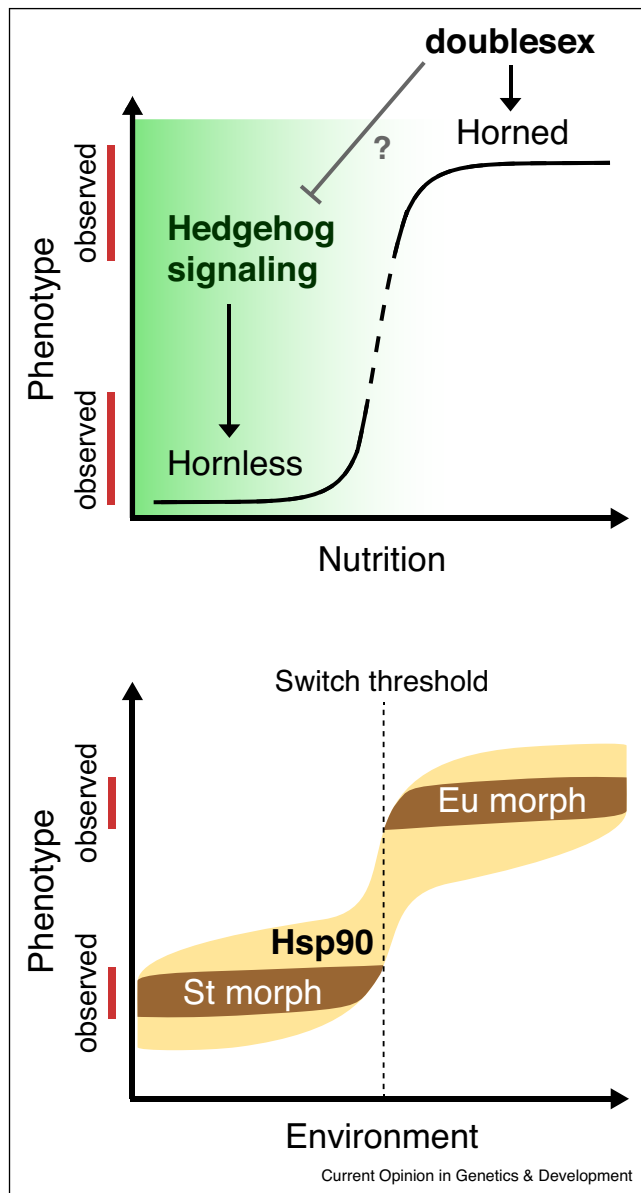 doublesex
Horned
?
Hedgehog
signaling
Hornless
Phenotype
observed
observed
Nutrition
Switch threshold
Eu morph
Hsp90
St morph
Phenotype
observed
observed
Environment
Current Opinion in Genetics & Development